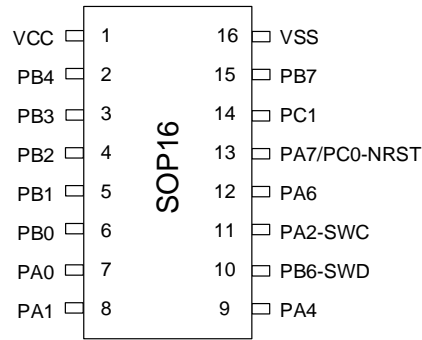 VCC 1 16 VSS
PB4 2 15 PB7
PB3 3 14 PC1
PB2 4 13 PA7/PC0-NRST
PB1 5 12 PA6
PB0 6 11 PA2-SWC
PA0 7 10 PB6-SWD
PA1 8 9 PA4
SOP16